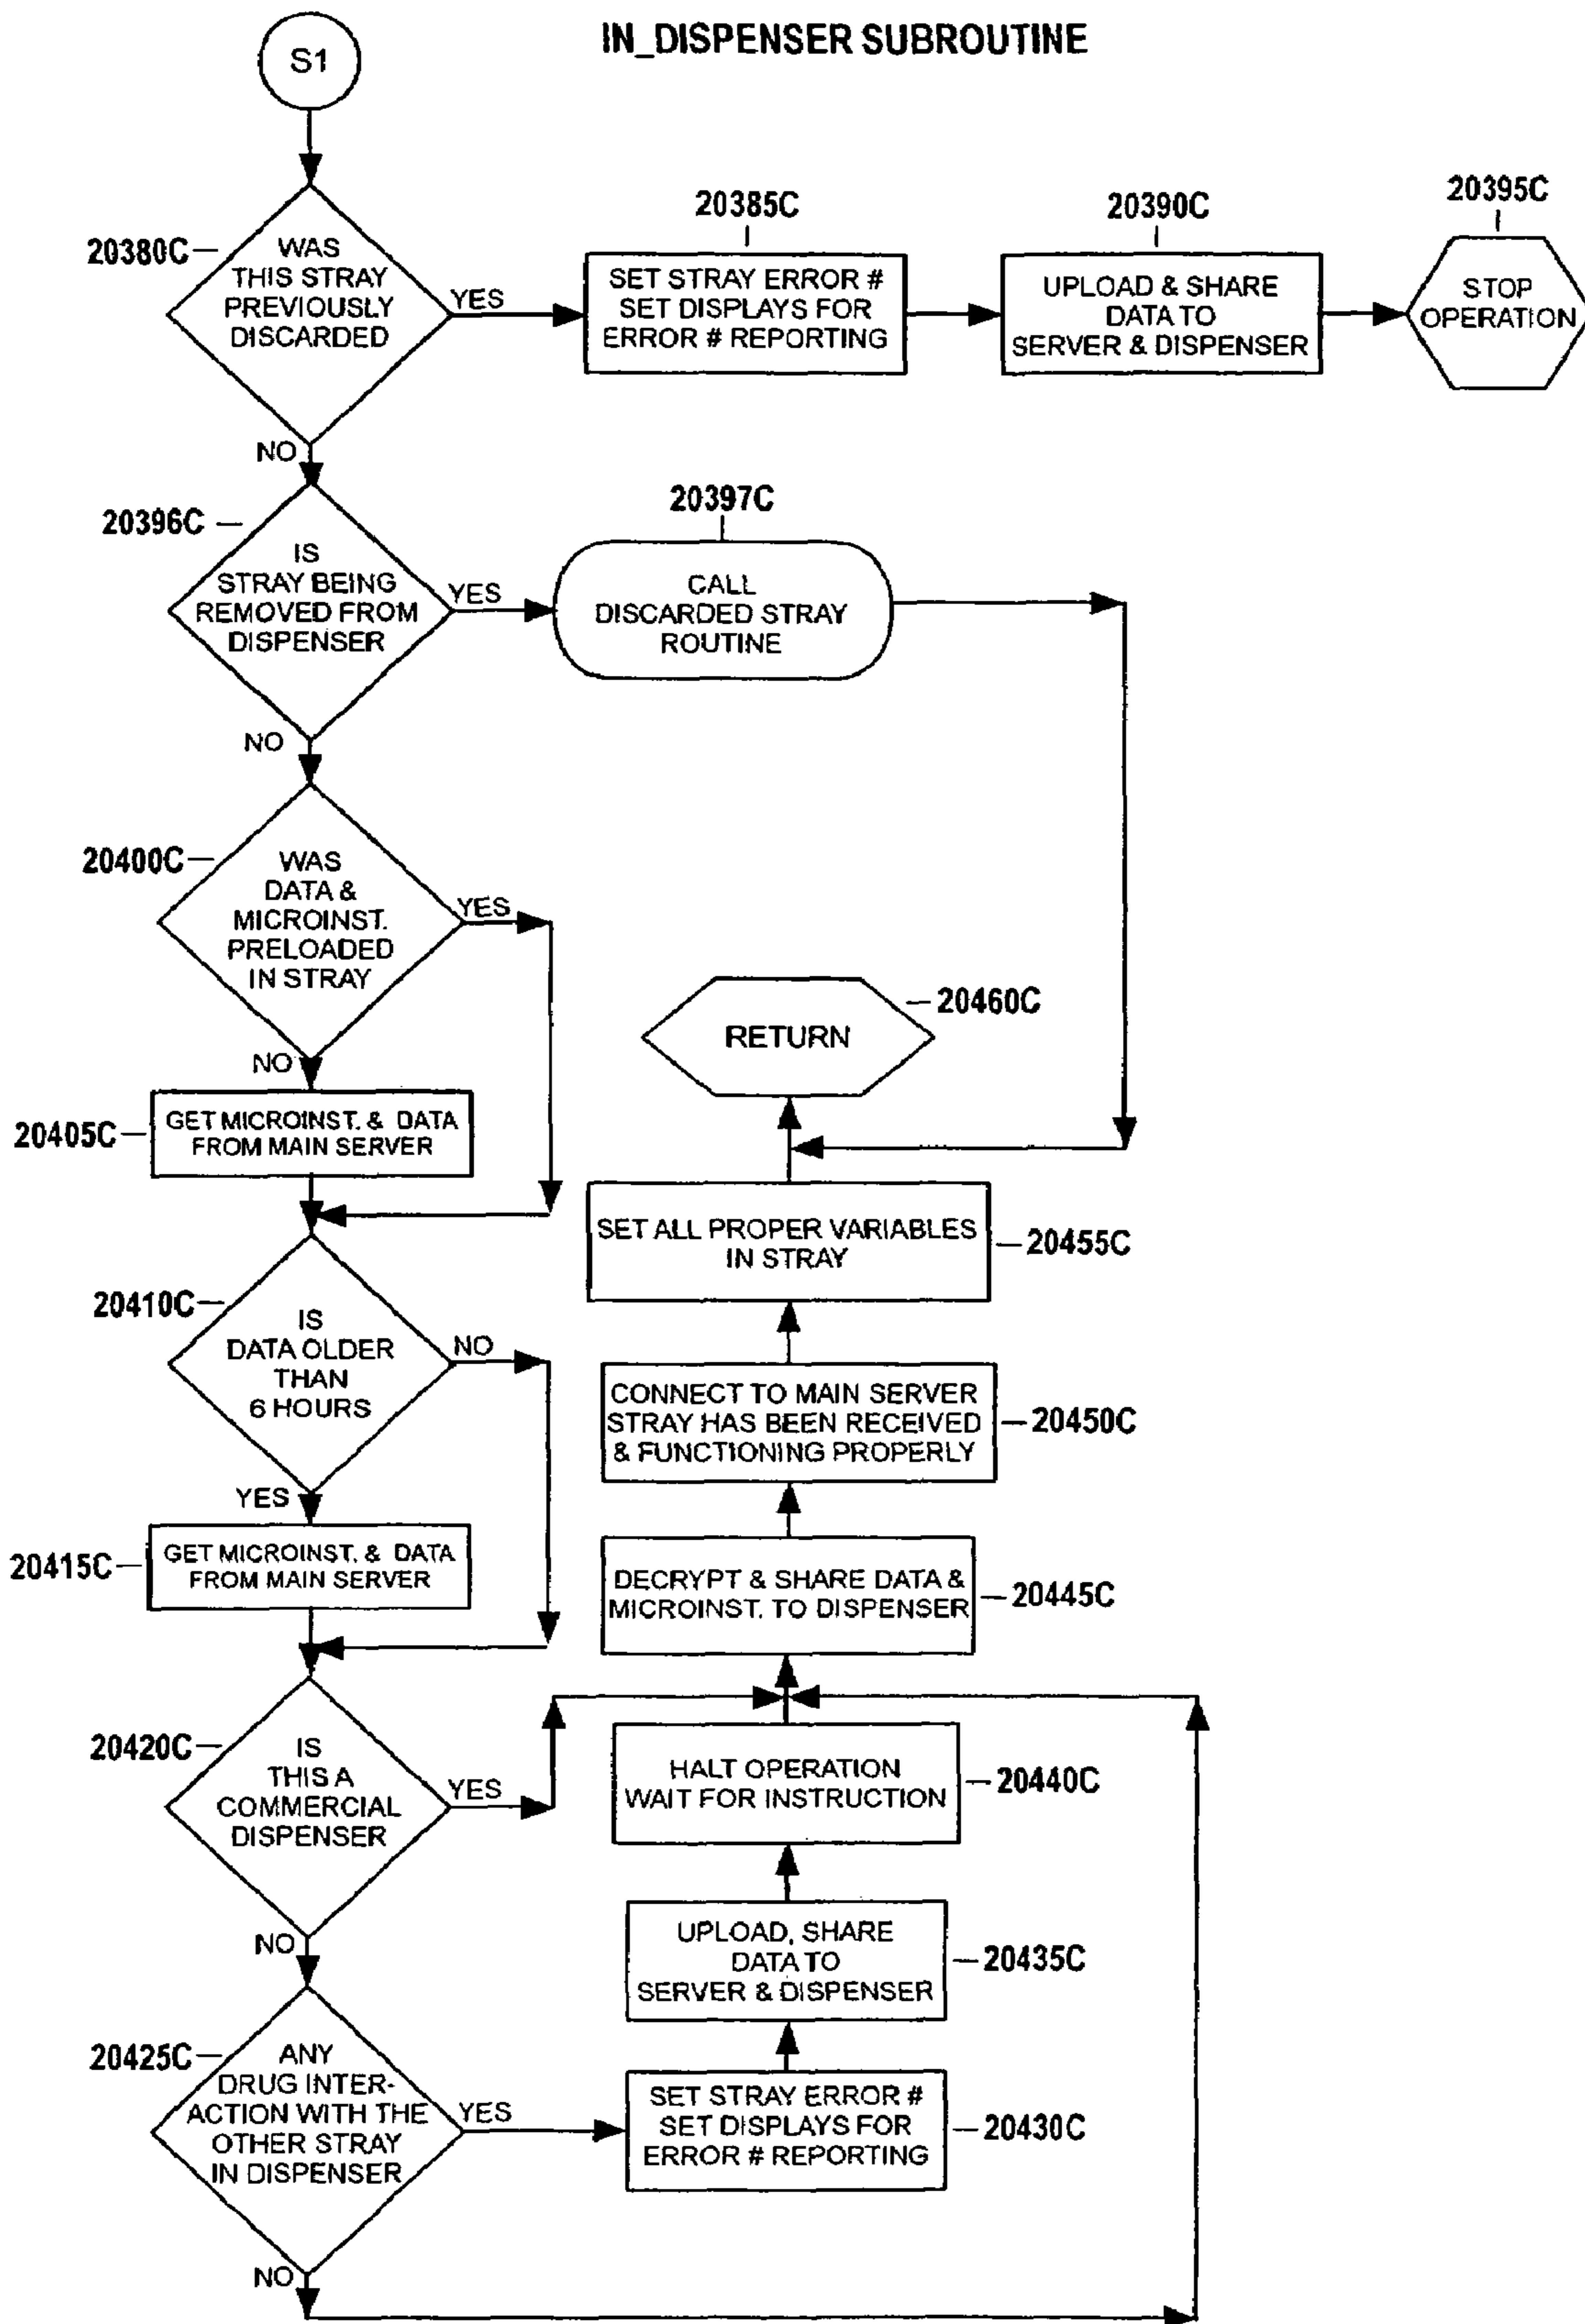 IN_DISPENSER SUBROUTINE
S1
20380C
WAS
THIS STRAY
PREVIOUSLY
DISCARDED
YES
NO
20385C
SET STRAY ERROR #
SET DISPLAYS FOR
ERROR # REPORTING
20390C
UPLOAD & SHARE
DATA TO
SERVER & DISPENSER
20395C
STOP
OPERATION
20396C
IS
STRAY BEING
REMOVED FROM
DISPENSER
YES
NO
20397C
CALL
DISCARDED STRAY
ROUTINE
20400C
WAS
DATA &
MICROINST.
PRELOADED
IN STRAY
YES
NO
20405C
GET MICROINST. & DATA
FROM MAIN SERVER
20410C
IS
DATA OLDER
THAN
6 HOURS
NO
YES
20415C
GET MICROINST. & DATA
FROM MAIN SERVER
20420C
IS
THIS A
COMMERCIAL
DISPENSER
YES
NO
20425C
ANY
DRUG INTER-
ACTION WITH THE
OTHER STRAY
IN DISPENSER
YES
NO
20460C
RETURN
SET ALL PROPER VARIABLES
IN STRAY
20455C
CONNECT TO MAIN SERVER
STRAY HAS BEEN RECEIVED
& FUNCTIONING PROPERLY
20450C
DECRYPT & SHARE DATA &
MICROINST. TO DISPENSER
20445C
HALT OPERATION
WAIT FOR INSTRUCTION
20440C
UPLOAD, SHARE
DATA TO
SERVER & DISPENSER
20435C
SET STRAY ERROR #
SET DISPLAYS FOR
ERROR # REPORTING
20430C